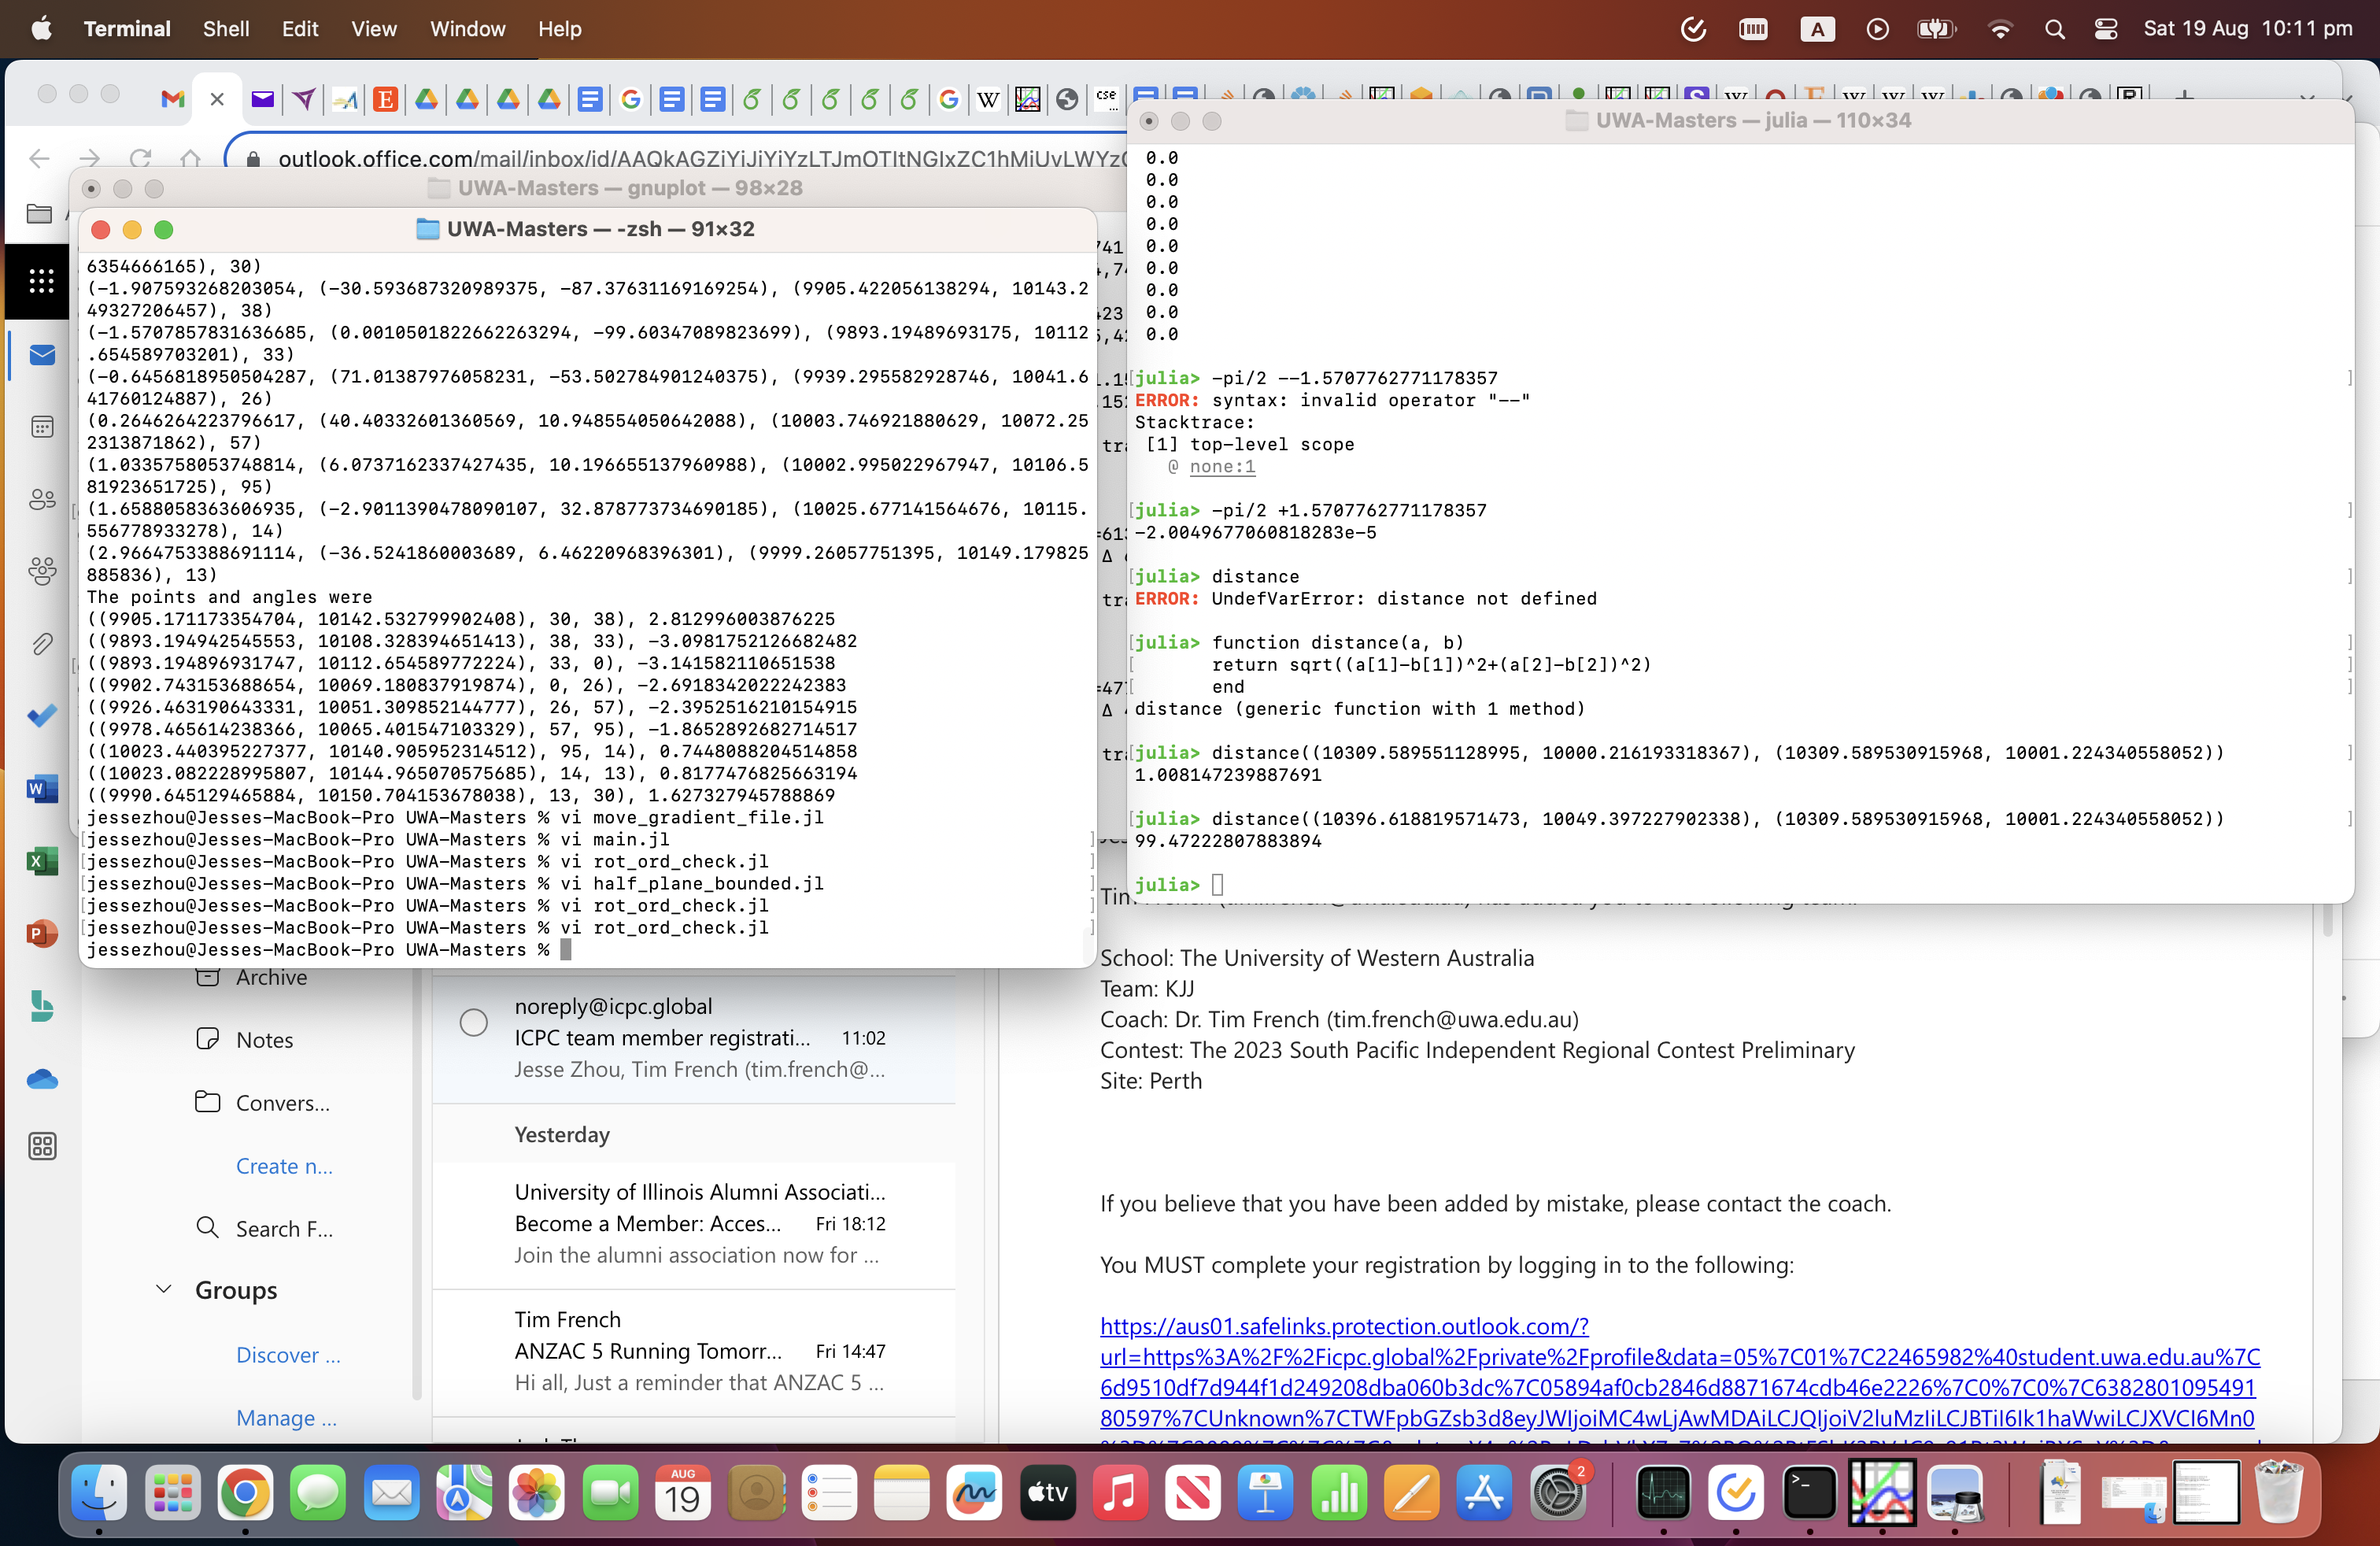 Terminal Shell Edit View Window Help
A
Sat 19 Aug 10:11 pm
outlook.office.com/mail/inbox/id/AAQkAGZiYiJiYiYzLTJmOTItNGIxZC1hMiUvLWYz
UWA-Masters — gnuplot — 98×28
UWA-Masters — -zsh — 91×32
6354666165), 30)
(-1.907593268203054, (-30.593687320989375, -87.37631169169254), (9905.422056138294, 10143.2
49327206457), 38)
(-1.5707857831636685, (0.0010501822662263294, -99.60347089823699), (9893.19489693175, 10112
.654589703201), 33)
(-0.6456818950504287, (71.01387976058231, -53.502784901240375), (9939.295582928746, 10041.6
41760124887), 26)
(0.26462642237​96617, (40.40332601360569, 10.948554050642088), (10003.746921880629, 10072.25
2313871862), 57)
(1.0335758053748814, (6.0737162337427435, 10.196655137960988), (10002.995022967947, 10106.5
81923651725), 95)
(1.6588058363606935, (-2.9011390478090107, 32.878773734690185), (10025.677141564676, 10115.
556778933278), 14)
(2.9664753388691114, (-36.5241860003689, 6.46220968396301), (9999.26057751395, 10149.179825
885836), 13)
The points and angles were
((9905.171173354704, 10142.532799902408), 30, 38), 2.812996003876225
((9893.194942545553, 10108.328394651413), 38, 33), -3.0981752126682482
((9893.194896931747, 10112.654589772224), 33, 0), -3.141582110651538
((9902.743153688654, 10069.180837919874), 0, 26), -2.6918342022242383
((9926.463190643331, 10051.309852144777), 26, 57), -2.3952516210154915
((9978.465614238366, 10065.401547103329), 57, 95), -1.8652892682714517
((10023.440395227377, 10140.905952314512), 95, 14), 0.7448088204514858
((10023.082228995807, 10144.965070575685), 14, 13), 0.8177476825663194
((9990.645129465884, 10150.704153678038), 13, 30), 1.627327945788869
jessezhou@Jesses-MacBook-Pro UWA-Masters % vi move_gradient_file.jl
jessezhou@Jesses-MacBook-Pro UWA-Masters % vi main.jl
jessezhou@Jesses-MacBook-Pro UWA-Masters % vi rot_ord_check.jl
jessezhou@Jesses-MacBook-Pro UWA-Masters % vi half_plane_bounded.jl
jessezhou@Jesses-MacBook-Pro UWA-Masters % vi rot_ord_check.jl
jessezhou@Jesses-MacBook-Pro UWA-Masters % vi rot_ord_check.jl
jessezhou@Jesses-MacBook-Pro UWA-Masters %
UWA-Masters — julia — 110×34
0.0
0.0
0.0
0.0
0.0
0.0
0.0
0.0
0.0
julia> -pi/2 --1.5707762771178357
ERROR: syntax: invalid operator "--"
Stacktrace:
[1] top-level scope
@ none:1
julia> -pi/2 +1.5707762771178357
-2.0049677060818283e-5
julia> distance
ERROR: UndefVarError: distance not defined
julia> function distance(a, b)
return sqrt((a[1]-b[1])^2+(a[2]-b[2])^2)
end
distance (generic function with 1 method)
julia> distance((10309.589551128995, 10000.216193318367), (10309.589530915968, 10001.224340558052))
1.008147239887691
julia> distance((10396.618819571473, 10049.397227902338), (10309.589530915968, 10001.224340558052))
99.47222807883894
julia>
Archive
Notes
Convers...
Create n...
Search F...
Groups
Discover ...
Manage ...
noreply@icpc.global
ICPC team member registrati... 11:02
Jesse Zhou, Tim French (tim.french@...
Yesterday
University of Illinois Alumni Associati...
Become a Member: Acces... Fri 18:12
Join the alumni association now for ...
Tim French
ANZAC 5 Running Tomorr... Fri 14:47
Hi all, Just a reminder that ANZAC 5 ...
School: The University of Western Australia
Team: KJJ
Coach: Dr. Tim French (tim.french@uwa.edu.au)
Contest: The 2023 South Pacific Independent Regional Contest Preliminary
Site: Perth
If you believe that you have been added by mistake, please contact the coach.
You MUST complete your registration by logging in to the following:
https://aus01.safelinks.protection.outlook.com/?
url=https%3A%2F%2Ficpc.global%2Fprivate%2Fprofile&data=05%7C01%7C22465982%40student.uwa.edu.au%7C
6d9510df7d944f1d249208dba060b3dc%7C05894af0cb2846d8871674cdb46e2226%7C0%7C0%7C6382801095491
80597%7CUnknown%7CTWFpbGZsb3d8eyJWIjoiMC4wLjAwMDAiLCJQIjoiV2luMzIiLCJBTiI6Ik1haWwiLCJXVCI6Mn0
AUG
19
tv
2